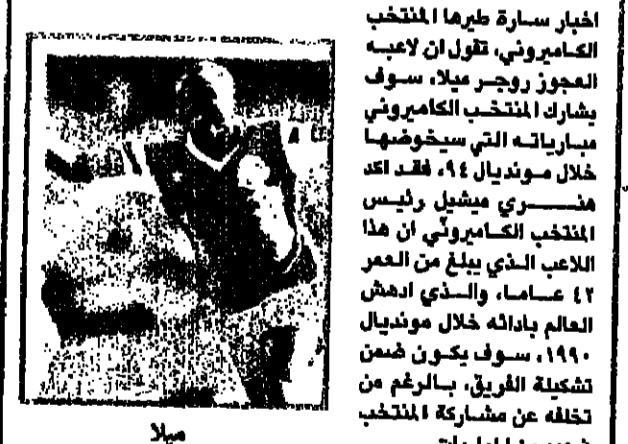 اخبار سارة طيرها المنتخب
الكاميروني، تقول ان لاعبه
العجوز روجر ميلا، سوف
يشارك المنتخب الكاميروني
مبارياته التي سيخوضها
خلال مونديال ٩٤، فقد اكد
هنري ميشيل رئيس
المنتخب الكاميروني ان هذا
اللاعب الذي يبلغ من العمر
٤٢ عاما، والذي ادهش
العالم بادائه خلال مونديال
١٩٩٠، سوف يكون ضمن
تشكيلة الفريق، بالرغم من
تخلفه عن مشاركة المنتخب
ميلا